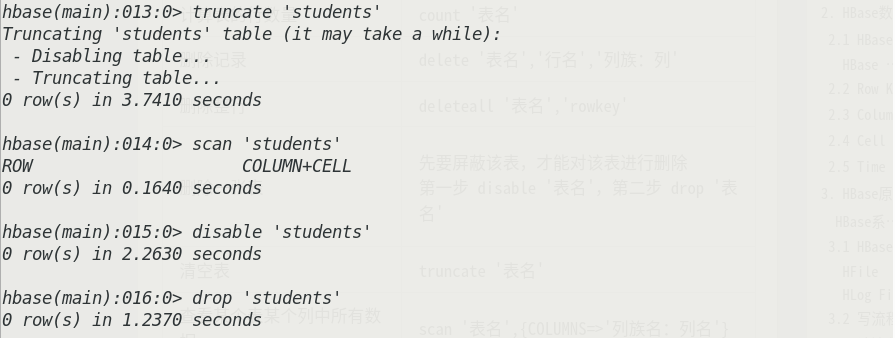 hbase(main):013:0> truncate 'students'
Truncating 'students' table (it may take a while):
 - Disabling table...
 - Truncating table...
0 row(s) in 3.7410 seconds

hbase(main):014:0> scan 'students'
ROW                     COLUMN+CELL
0 row(s) in 0.1640 seconds

hbase(main):015:0> disable 'students'
0 row(s) in 2.2630 seconds

hbase(main):016:0> drop 'students'
0 row(s) in 1.2370 seconds
count '表名'
删除记录
delete '表名','行名','列族：列'
deleteall '表名','rowkey'
先要屏蔽该表，才能对该表进行删除
第一步 disable '表名'，第二步 drop '表
名'
清空表
truncate '表名'
某个列中所有数
scan '表名',{COLUMNS=>'列族名：列名'}
2. HBase数
2.1 HBase
HBase
2.2 Row K
2.3 Colum
2.4 Cell
2.5 Time
3. HBase原
HBase系
3.1 HBase
HFile
HLog Fi
3.2 写流程